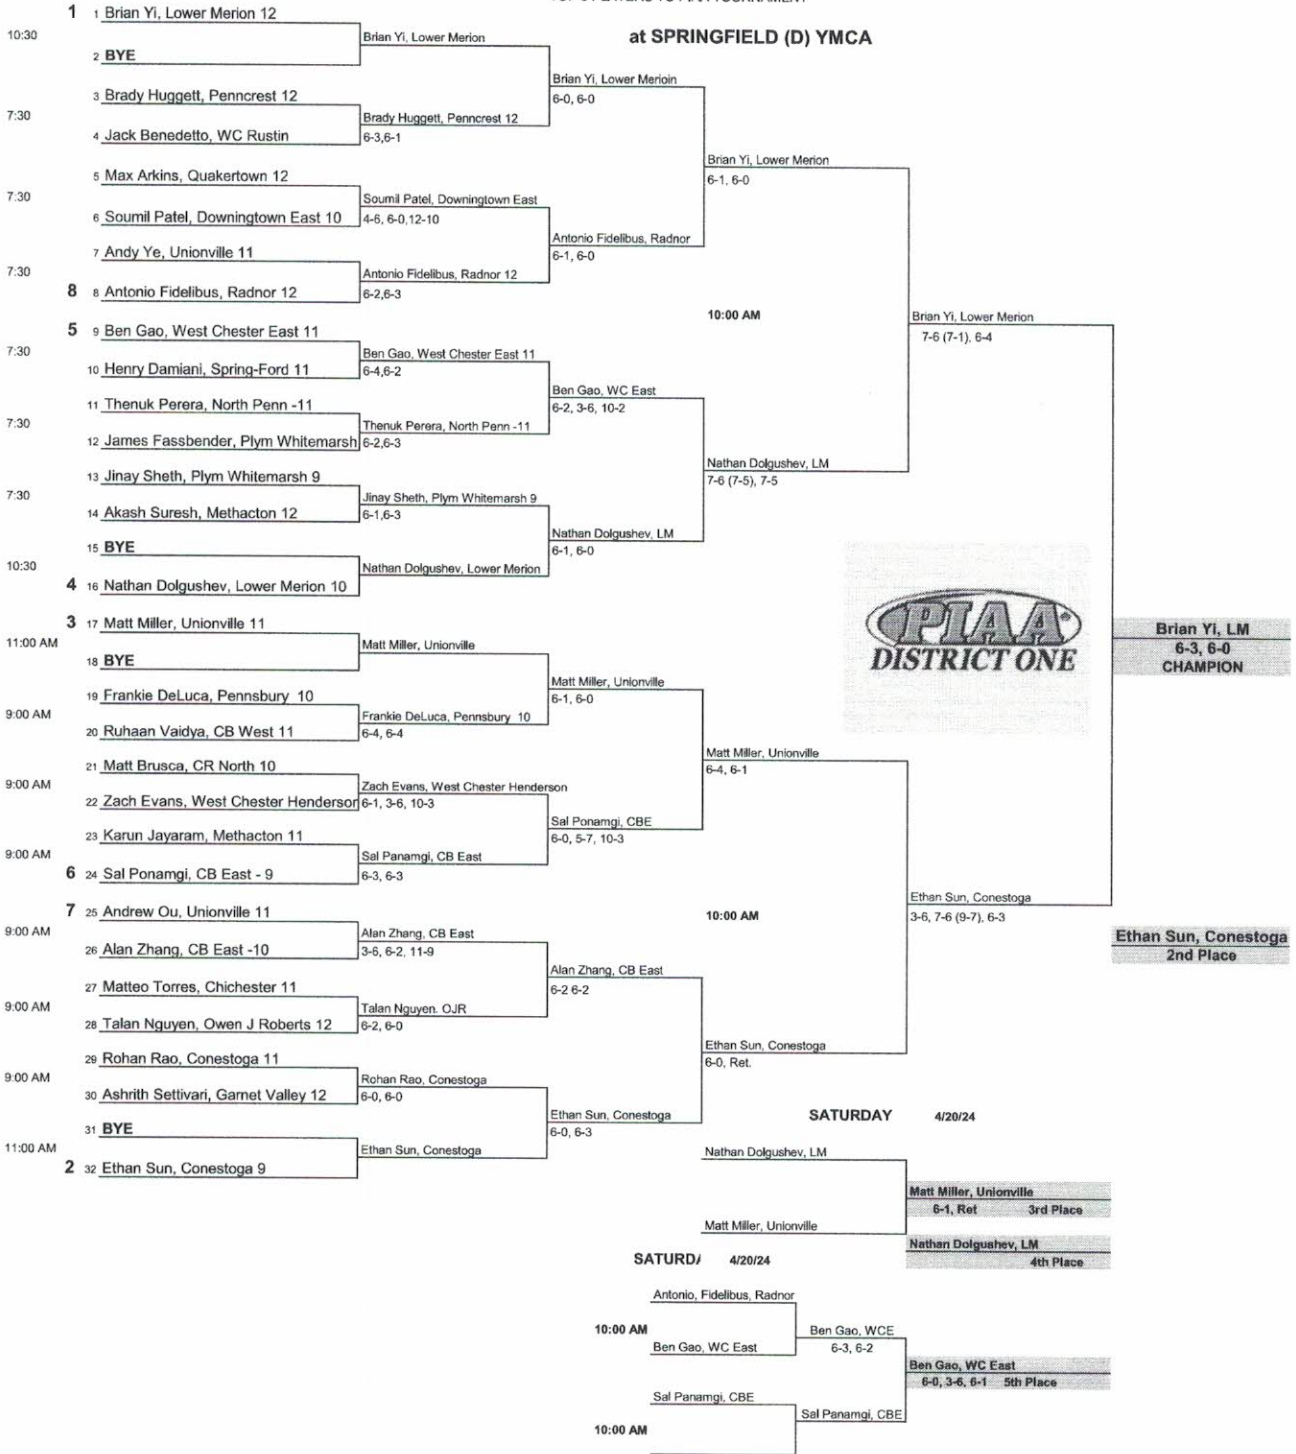 at SPRINGFIELD (D) YMCA
1 1 Brian Yi, Lower Merion 12
10:30
Brian Yi, Lower Merion
2 BYE
Brian Yi, Lower Merioin
6-0, 6-0
3 Brady Huggett, Penncrest 12
7:30
Brady Huggett, Penncrest 12
6-3,6-1
4 Jack Benedetto, WC Rustin
Brian Yi, Lower Merion
6-1, 6-0
5 Max Arkins, Quakertown 12
7:30
Soumil Patel, Downingtown East
4-6, 6-0,12-10
6 Soumil Patel, Downingtown East 10
Antonio Fidelibus, Radnor
6-1, 6-0
7 Andy Ye, Unionville 11
7:30
Antonio Fidelibus, Radnor 12
6-2,6-3
8 8 Antonio Fidelibus, Radnor 12
10:00 AM
Brian Yi, Lower Merion
7-6 (7-1), 6-4
5 9 Ben Gao, West Chester East 11
7:30
Ben Gao, West Chester East 11
6-4,6-2
10 Henry Damiani, Spring-Ford 11
Ben Gao, WC East
6-2, 3-6, 10-2
11 Thenuk Perera, North Penn -11
7:30
Thenuk Perera, North Penn -11
6-2,6-3
12 James Fassbender, Plym Whitemarsh
Nathan Dolgushev, LM
7-6 (7-5), 7-5
13 Jinay Sheth, Plym Whitemarsh 9
7:30
Jinay Sheth, Plym Whitemarsh 9
6-1,6-3
14 Akash Suresh, Methacton 12
Nathan Dolgushev, LM
6-1, 6-0
15 BYE
10:30
Nathan Dolgushev, Lower Merion
4 16 Nathan Dolgushev, Lower Merion 10
PIAA®
DISTRICT ONE
Brian Yi, LM
6-3, 6-0
CHAMPION
3 17 Matt Miller, Unionville 11
11:00 AM
Matt Miller, Unionville
18 BYE
Matt Miller, Unionville
6-1, 6-0
19 Frankie DeLuca, Pennsbury 10
9:00 AM
Frankie DeLuca, Pennsbury 10
6-4, 6-4
20 Ruhaan Vaidya, CB West 11
Matt Miller, Unionville
6-4, 6-1
21 Matt Brusca, CR North 10
9:00 AM
Zach Evans, West Chester Henderson
6-1, 3-6, 10-3
22 Zach Evans, West Chester Henderson
Sal Ponamgi, CBE
6-0, 5-7, 10-3
23 Karun Jayaram, Methacton 11
9:00 AM
Sal Panamgi, CB East
6-3, 6-3
6 24 Sal Ponamgi, CB East - 9
10:00 AM
Ethan Sun, Conestoga
3-6, 7-6 (9-7), 6-3
7 25 Andrew Ou, Unionville 11
9:00 AM
Alan Zhang, CB East
3-6, 6-2, 11-9
26 Alan Zhang, CB East -10
Ethan Sun, Conestoga
2nd Place
Alan Zhang, CB East
6-2 6-2
27 Matteo Torres, Chichester 11
9:00 AM
Talan Nguyen. OJR
6-2, 6-0
28 Talan Nguyen, Owen J Roberts 12
Ethan Sun, Conestoga
6-0, Ret.
29 Rohan Rao, Conestoga 11
9:00 AM
Rohan Rao, Conestoga
6-0, 6-0
30 Ashrith Settivari, Garnet Valley 12
Ethan Sun, Conestoga
6-0, 6-3
31 BYE
11:00 AM
Ethan Sun, Conestoga
2 32 Ethan Sun, Conestoga 9
SATURDAY 4/20/24
Nathan Dolgushev, LM
Matt Miller, Unionville
6-1, Ret 3rd Place
Matt Miller, Unionville
Nathan Dolgushev, LM
4th Place
SATURD 4/20/24
Antonio, Fidelibus, Radnor
10:00 AM
Ben Gao, WCE
6-3, 6-2
Ben Gao, WC East
Ben Gao, WC East
6-0, 3-6, 6-1 5th Place
Sal Panamgi, CBE
Sal Panamgi, CBE
10:00 AM